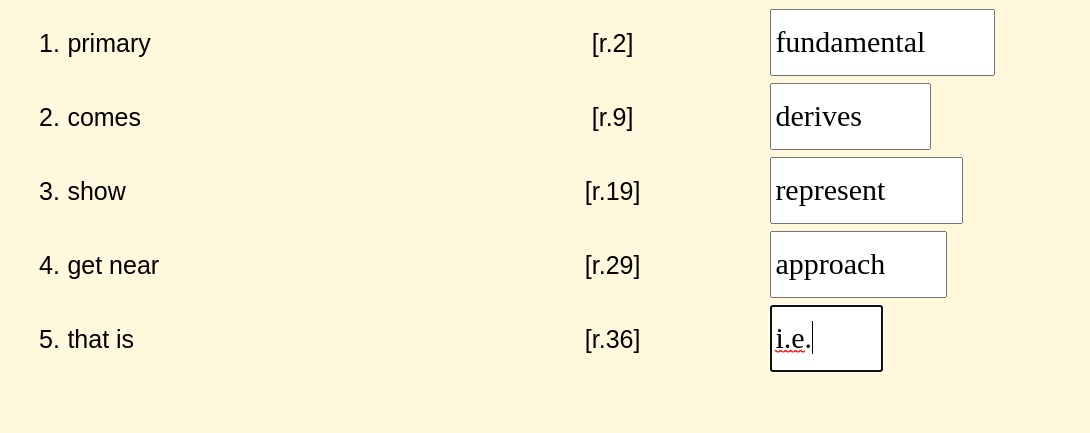 1. primary [r.2] fundamental
2. comes [r.9] derives
3. show [r.19] represent
4. get near [r.29] approach
5. that is [r.36] i.e.